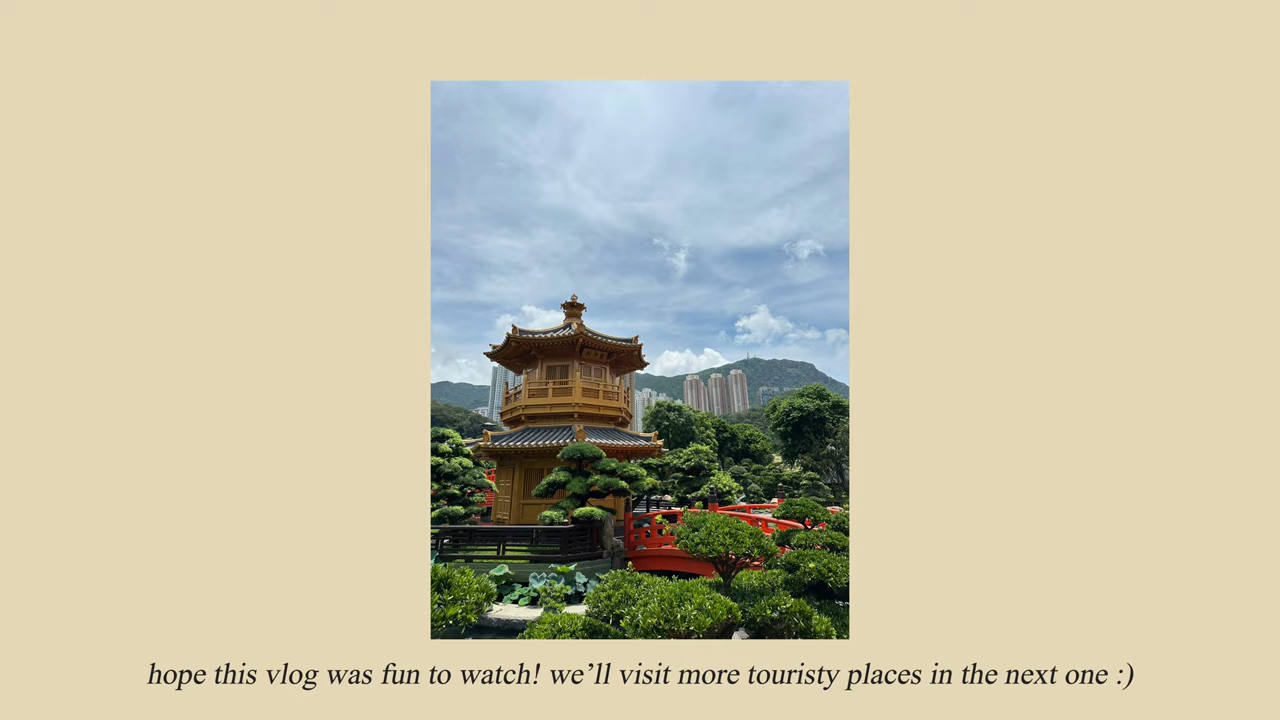 hope this vlog was fun to watch! we’ll visit more touristy places in the next one :)